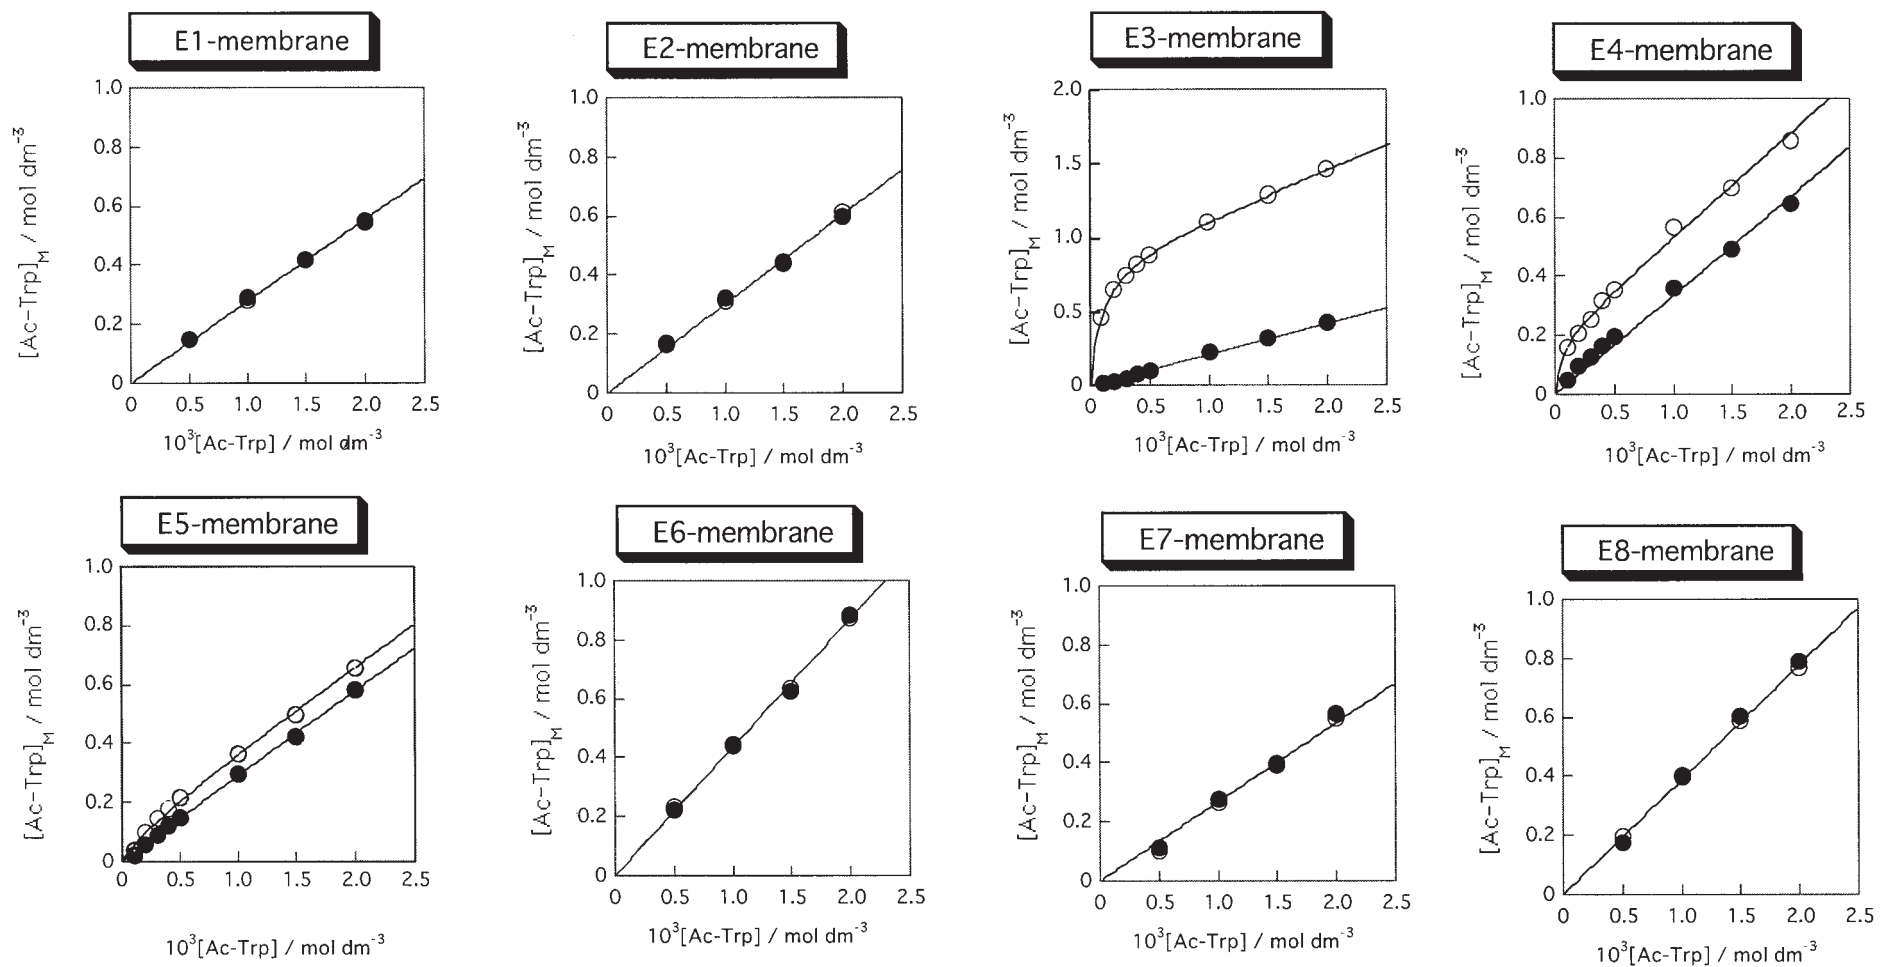 E1-membrane
1.0
0.8
0.6
0.4
0.2
0
0 0.5 1.0 1.5 2.0 2.5
[Ac-Trp]M / mol dm-3
10³[Ac-Trp] / mol dm-3
E2-membrane
1.0
0.8
0.6
0.4
0.2
0
0 0.5 1.0 1.5 2.0 2.5
[Ac-Trp]M / mol dm-3
10³[Ac-Trp] / mol dm-3
E3-membrane
2.0
1.5
1.0
0.5
0
0 0.5 1.0 1.5 2.0 2.5
[Ac-Trp]M / mol dm-3
10³[Ac-Trp] / mol dm-3
E4-membrane
1.0
0.8
0.6
0.4
0.2
0
0 0.5 1.0 1.5 2.0 2.5
[Ac-Trp]M / mol dm-3
10³[Ac-Trp] / mol dm-3
E5-membrane
1.0
0.8
0.6
0.4
0.2
0
0 0.5 1.0 1.5 2.0 2.5
[Ac-Trp]M / mol dm-3
10³[Ac-Trp] / mol dm-3
E6-membrane
1.0
0.8
0.6
0.4
0.2
0
0 0.5 1.0 1.5 2.0 2.5
[Ac-Trp]M / mol dm-3
10³[Ac-Trp] / mol dm-3
E7-membrane
1.0
0.8
0.6
0.4
0.2
0
0 0.5 1.0 1.5 2.0 2.5
[Ac-Trp]M / mol dm-3
10³[Ac-Trp] / mol dm-3
E8-membrane
1.0
0.8
0.6
0.4
0.2
0
0 0.5 1.0 1.5 2.0 2.5
[Ac-Trp]M / mol dm-3
10³[Ac-Trp] / mol dm-3